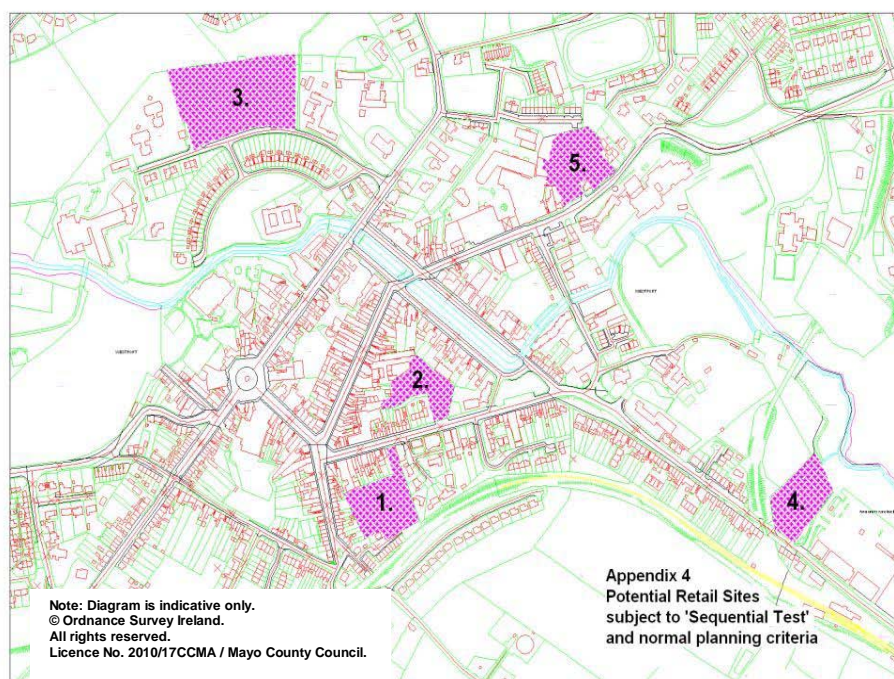 3.
5.
2.
1.
4.
Appendix 4
Potential Retail Sites
subject to 'Sequential Test'
and normal planning criteria
Note: Diagram is indicative only.
© Ordnance Survey Ireland.
All rights reserved.
Licence No. 2010/17CCMA / Mayo County Council.